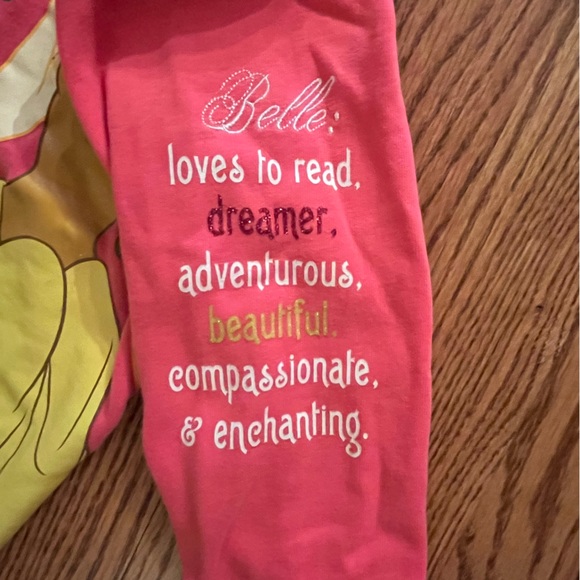 Belle:
loves to read,
dreamer,
adventurous,
beautiful,
compassionate,
& enchanting.